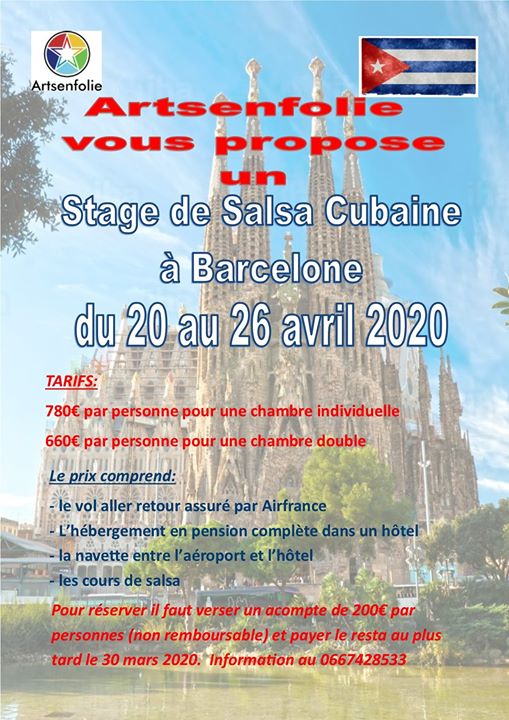 Artsenfolie
Artsenfolie
vous propose
un
Stage de Salsa Cubaine
à Barcelone
du 20 au 26 avril 2020
TARIFS:
780€ par personne pour une chambre individuelle
660€ par personne pour une chambre double
Le prix comprend:
- le vol aller retour assuré par Airfrance
- L’hébergement en pension complète dans un hôtel
- la navette entre l’aéroport et l’hôtel
- les cours de salsa
Pour réserver il faut verser un acompte de 200€ par
personnes (non remboursable) et payer le resta au plus
tard le 30 mars 2020.  Information au 0667428533